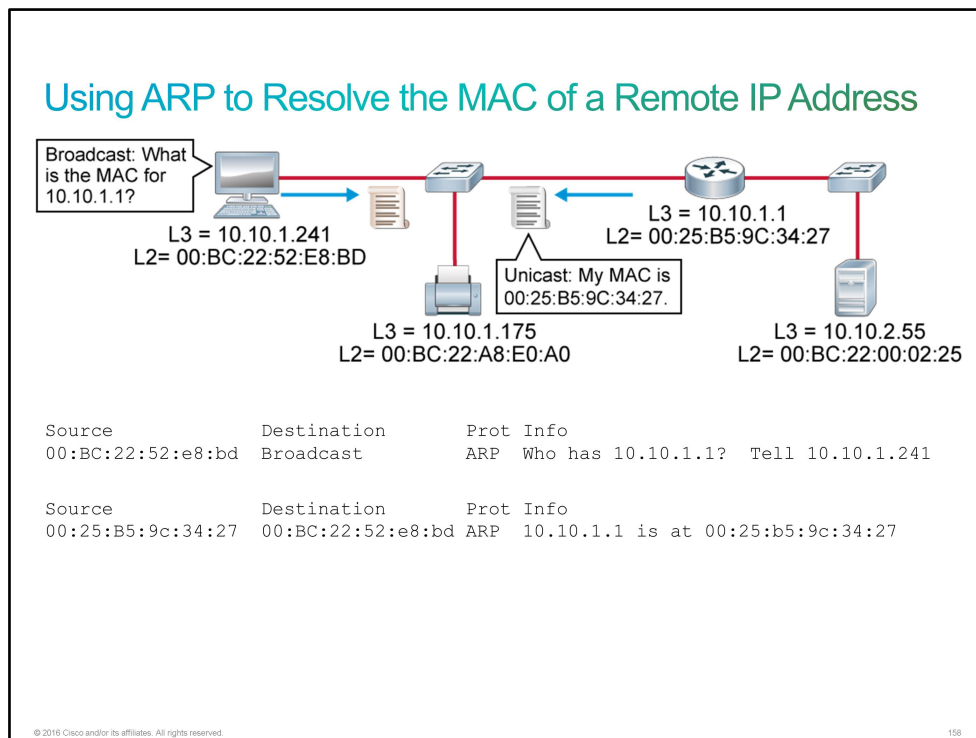 Using ARP to Resolve the MAC of a Remote IP Address
Broadcast: What
is the MAC for
10.10.1.1?
L3 = 10.10.1.241
L2= 00:BC:22:52:E8:BD
L3 = 10.10.1.1
L2= 00:25:B5:9C:34:27
Unicast: My MAC is
00:25:B5:9C:34:27.
L3 = 10.10.1.175
L2= 00:BC:22:A8:E0:A0
L3 = 10.10.2.55
L2= 00:BC:22:00:02:25
Source Destination Prot Info
00:BC:22:52:e8:bd Broadcast ARP Who has 10.10.1.1? Tell 10.10.1.241
Source Destination Prot Info
00:25:B5:9c:34:27 00:BC:22:52:e8:bd ARP 10.10.1.1 is at 00:25:b5:9c:34:27
© 2016 Cisco and/or its affiliates. All rights reserved.
158